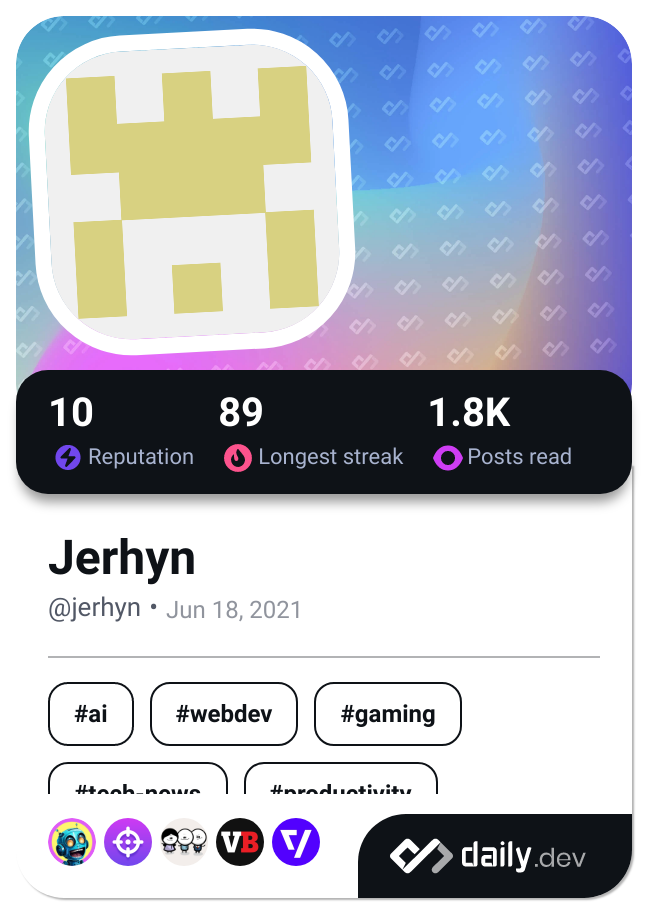 10 89 1.8K
Reputation Longest streak Posts read
Jerhyn
@jerhyn • Jun 18, 2021
#ai #webdev #gaming
#tech-news #productivity
VB
daily.dev